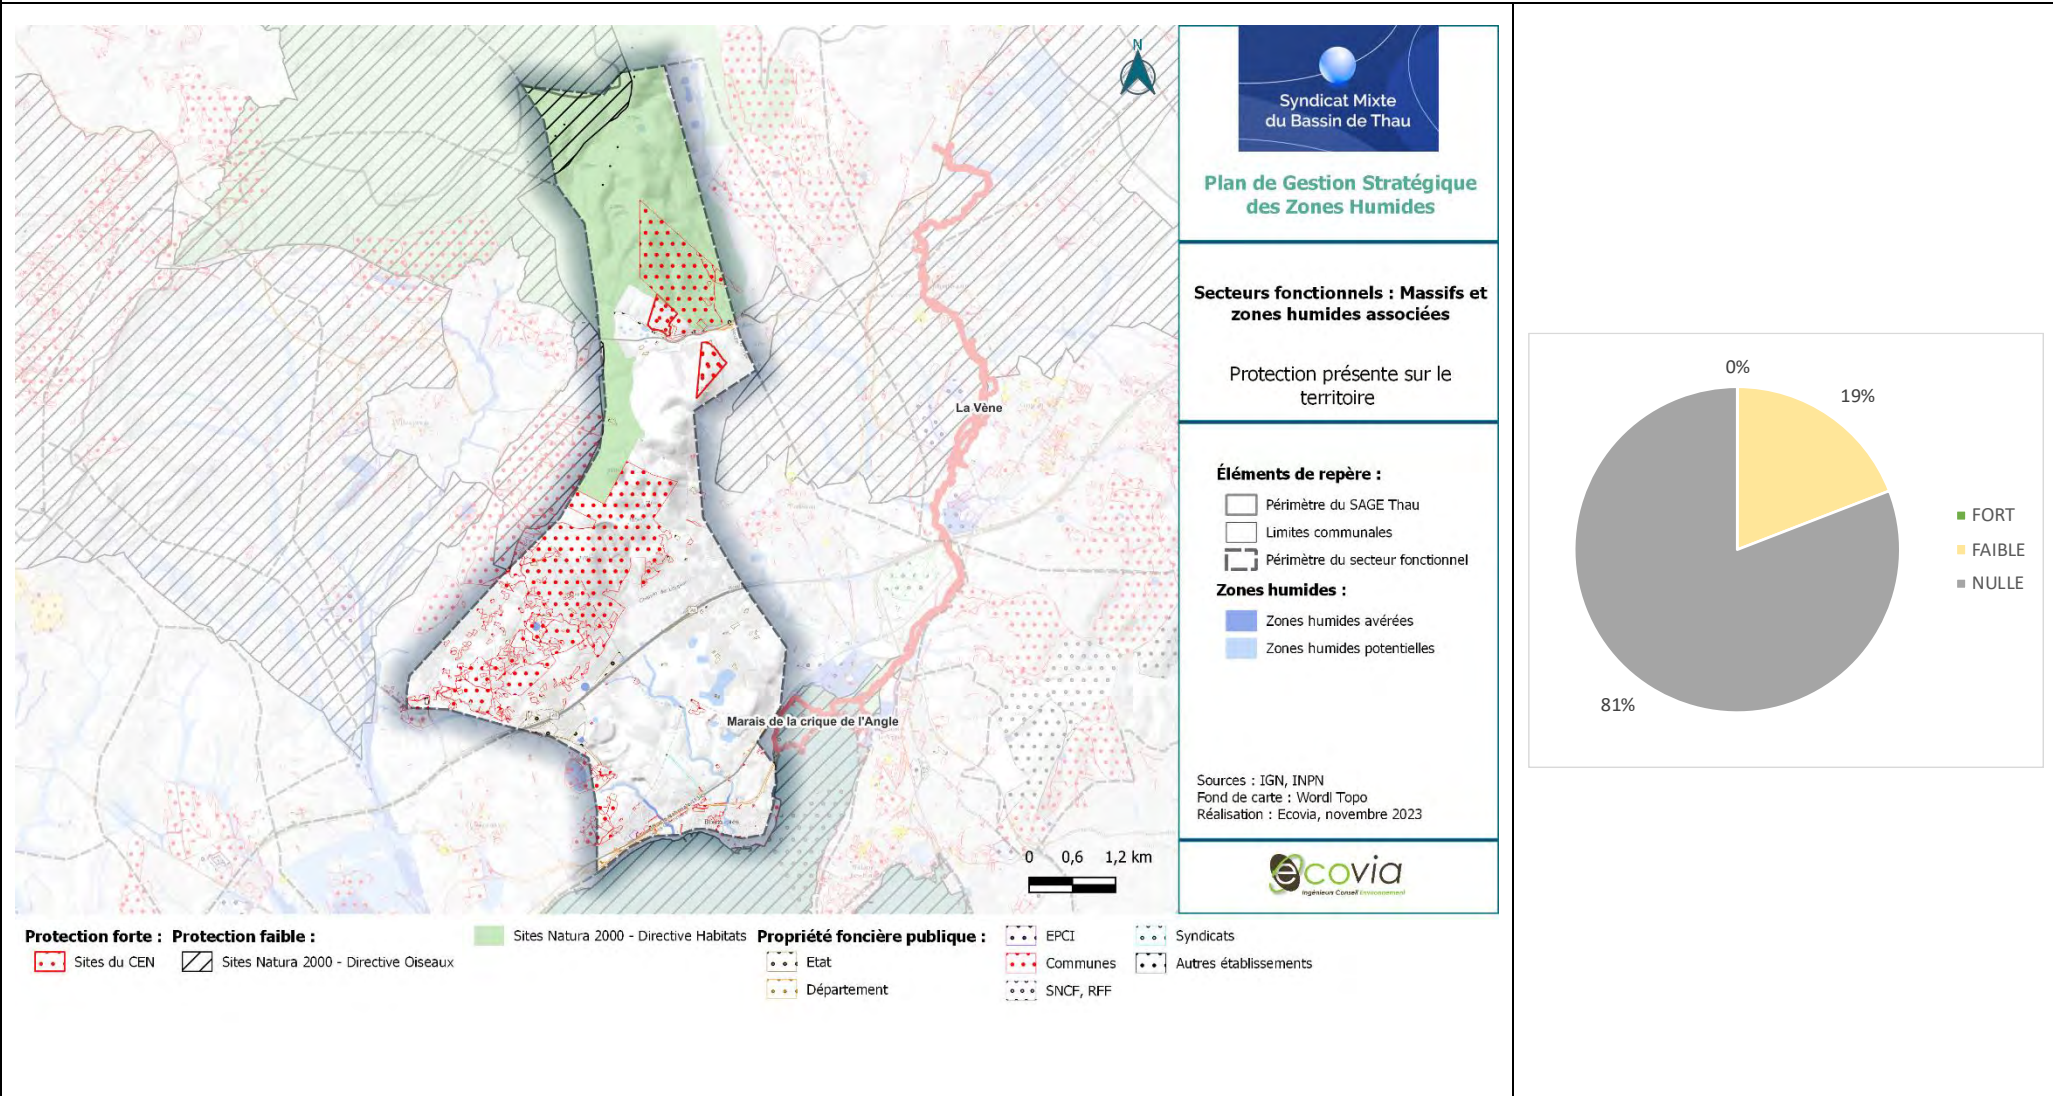 N
La Vène
Marais de la crique de l'Angle
0 0,6 1,2 km
Syndicat Mixte
du Bassin de Thau
Plan de Gestion Stratégique
des Zones Humides
Secteurs fonctionnels : Massifs et
zones humides associées
Protection présente sur le
territoire
Éléments de repère :
Périmètre du SAGE Thau
Limites communales
Périmètre du secteur fonctionnel
Zones humides :
Zones humides avérées
Zones humides potentielles
Sources : IGN, INPN
Fond de carte : Wordl Topo
Réalisation : Ecovia, novembre 2023
ecovia
Ingénieurs Conseil Environnement
Protection forte :
Sites du CEN
Protection faible :
Sites Natura 2000 - Directive Oiseaux
Sites Natura 2000 - Directive Habitats
Propriété foncière publique :
Etat
Département
EPCI
Communes
SNCF, RFF
Syndicats
Autres établissements
0%
19%
81%
FORT
FAIBLE
NULLE